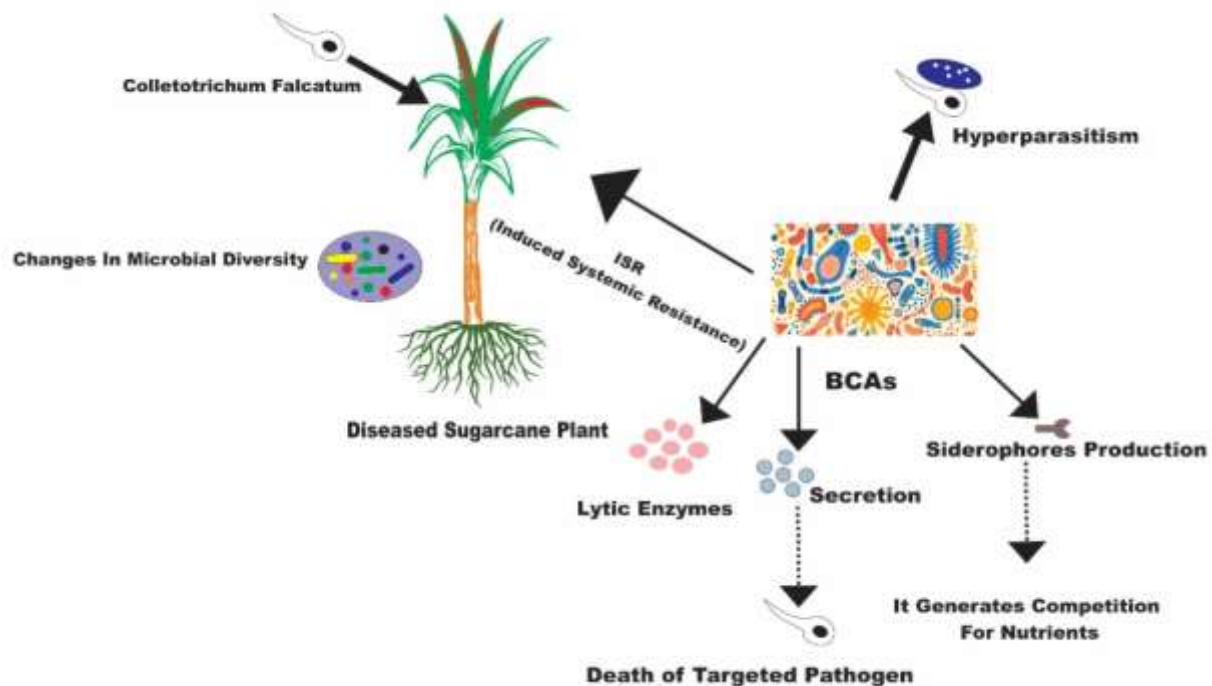 Colletotrichum Falcatum
Hyperparasitism
Changes In Microbial Diversity
ISR
(Induced Systemic Resistance)
BCAs
Diseased Sugarcane Plant
Siderophores Production
Lytic Enzymes
Secretion
It Generates Competition
For Nutrients
Death of Targeted Pathogen